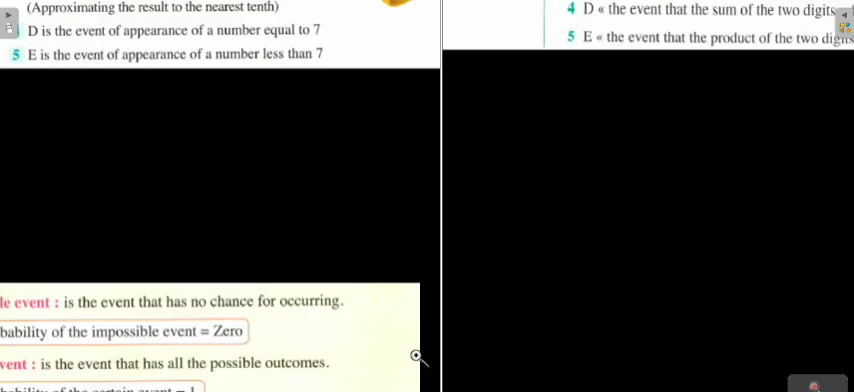 (Approximating the result to the nearest tenth)
D is the event of appearance of a number equal to 7
5 E is the event of appearance of a number less than 7
4 D « the event that the sum of the two digits
5 E « the event that the product of the two digits
le event : is the event that has no chance for occurring.
bability of the impossible event = Zero
vent : is the event that has all the possible outcomes.